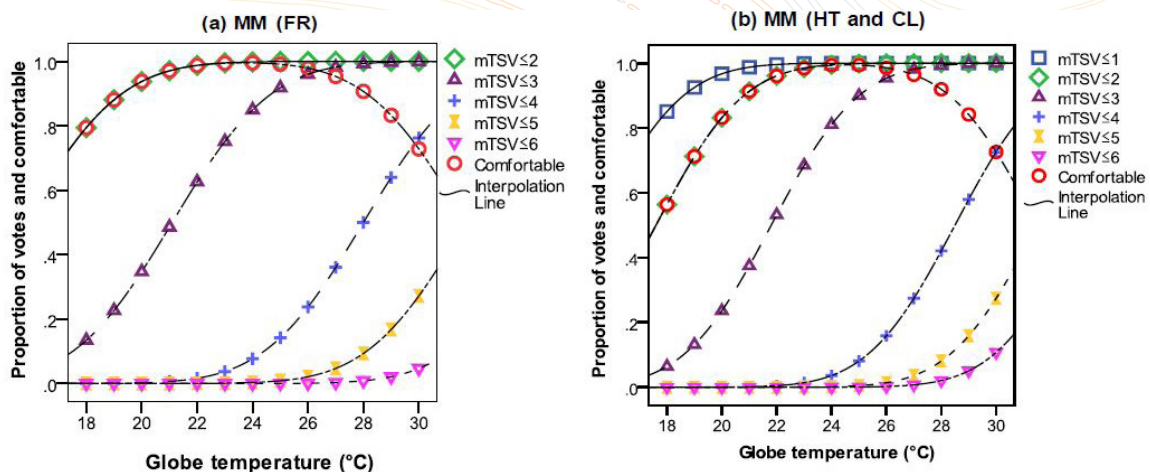 (a) MM (FR)
Proportion of votes and comfortable
1.0
.8
.6
.4
.2
.0
18 20 22 24 26 28 30
Globe temperature (°C)
mTSV≤2
mTSV≤3
mTSV≤4
mTSV≤5
mTSV≤6
Comfortable
Interpolation
Line
(b) MM (HT and CL)
Proportion of votes and comfortable
1.0
.8
.6
.4
.2
.0
18 20 22 24 26 28 30
Globe temperature (°C)
mTSV≤1
mTSV≤2
mTSV≤3
mTSV≤4
mTSV≤5
mTSV≤6
Comfortable
Interpolation
Line